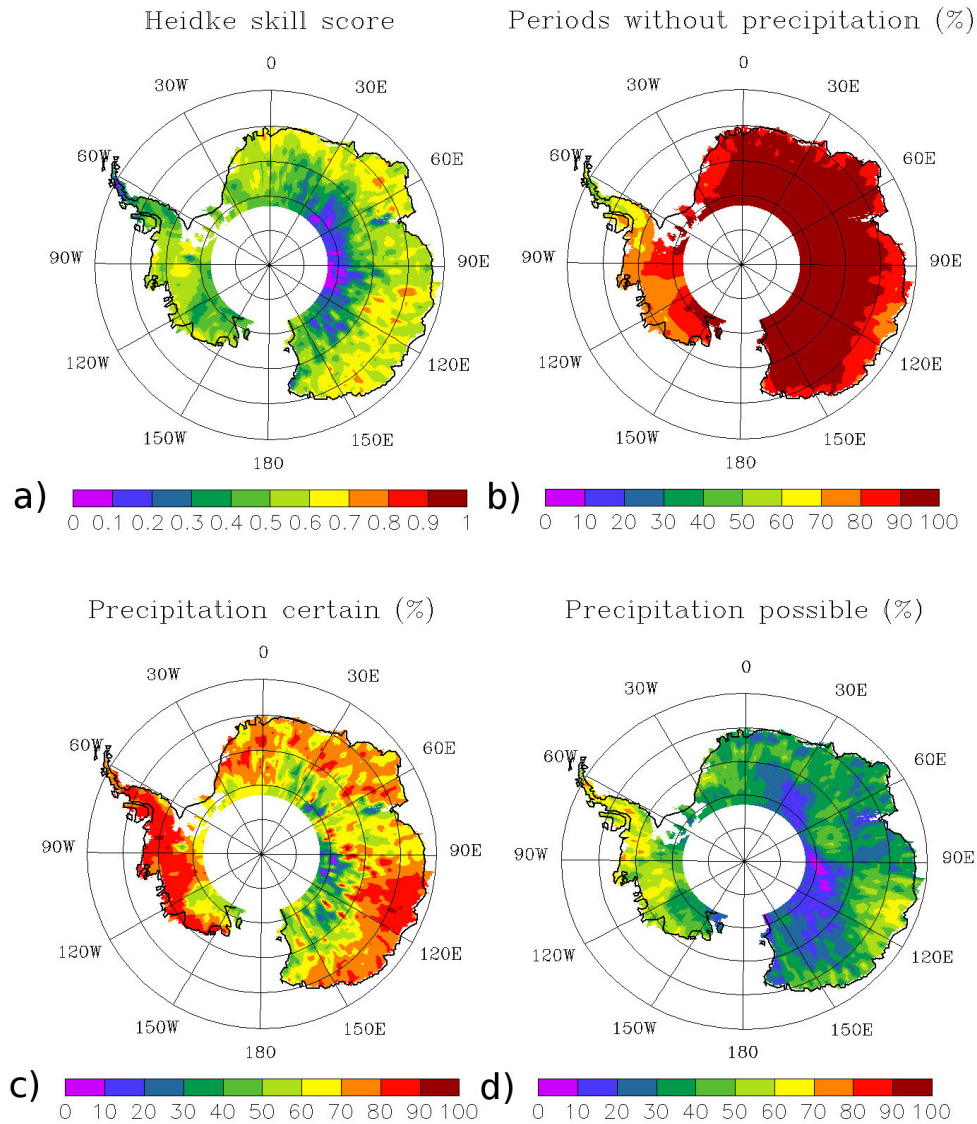 Heidke skill score
0
30W
30E
60W
60E
90W
90E
120W
120E
150W
150E
180
a)
0 0.1 0.2 0.3 0.4 0.5 0.6 0.7 0.8 0.9 1
Periods without precipitation (%)
0
30W
30E
60W
60E
90W
90E
120W
120E
150W
150E
180
b)
0 10 20 30 40 50 60 70 80 90 100
Precipitation certain (%)
0
30W
30E
60W
60E
90W
90E
120W
120E
150W
150E
180
c)
0 10 20 30 40 50 60 70 80 90 100
Precipitation possible (%)
0
30W
30E
60W
60E
90W
90E
120W
120E
150W
150E
180
d)
0 10 20 30 40 50 60 70 80 90 100